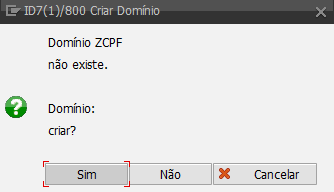 ID7(1)/800 Criar Domínio
Domínio ZCPF
não existe.
Domínio:
criar?
Sim
Não
Cancelar